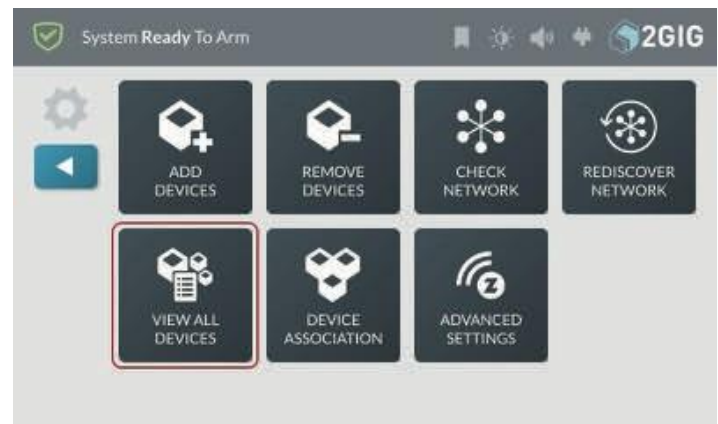 System Ready To Arm
2GIG
ADD
DEVICES
REMOVE
DEVICES
CHECK
NETWORK
REDISCOVER
NETWORK
VIEW ALL
DEVICES
DEVICE
ASSOCIATION
ADVANCED
SETTINGS